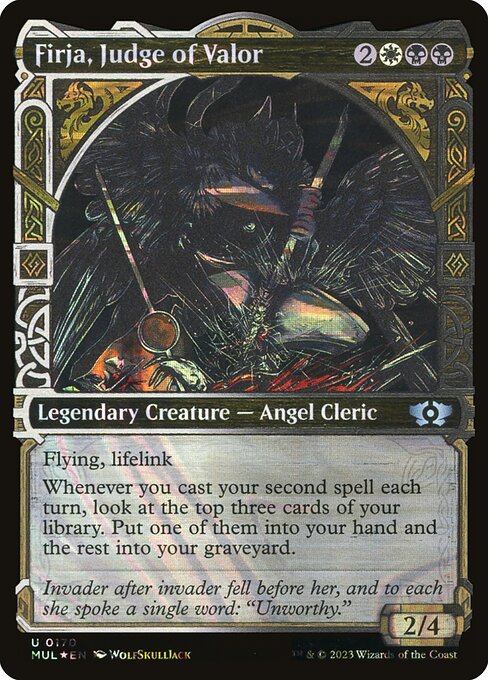 Firja, Judge of Valor 2
Legendary Creature — Angel Cleric
Flying, lifelink
Whenever you cast your second spell each
turn, look at the top three cards of your
library. Put one of them into your hand and
the rest into your graveyard.
Invader after invader fell before her, and to each
she spoke a single word: “Unworthy.”
2/4
U 0170
MUL★EN WolfSkullJack
™ & © 2023 Wizards of the Coast